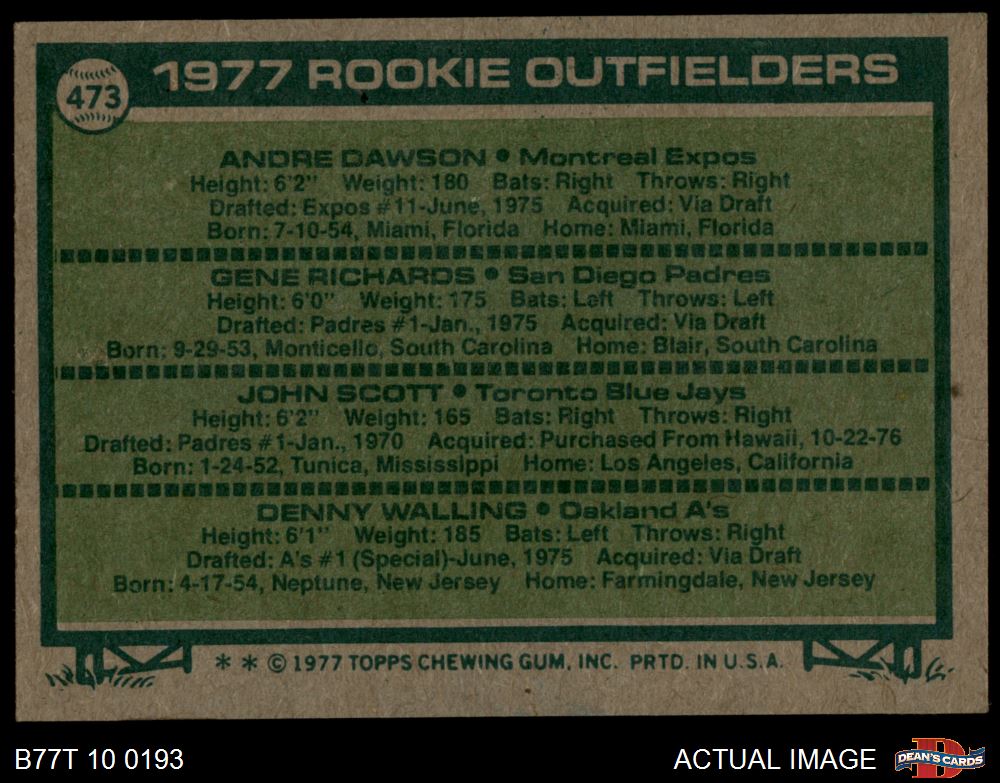 473
1977 ROOKIE OUTFIELDERS
ANDRE DAWSON • Montreal Expos
Height: 6'2" Weight: 180 Bats: Right Throws: Right
Drafted: Expos #11-June, 1975 Acquired: Via Draft
Born: 7-10-54, Miami, Florida Home: Miami, Florida
GENE RICHARDS • San Diego Padres
Height: 6'0" Weight: 175 Bats: Left Throws: Left
Drafted: Padres #1-Jan., 1975 Acquired: Via Draft
Born: 9-29-53, Monticello, South Carolina Home: Blair, South Carolina
JOHN SCOTT • Toronto Blue Jays
Height: 6'2" Weight: 165 Bats: Right Throws: Right
Drafted: Padres #1-Jan., 1970 Acquired: Purchased From Hawaii, 10-22-76
Born: 1-24-52, Tunica, Mississippi Home: Los Angeles, California
DENNY WALLING • Oakland A's
Height: 6'1" Weight: 185 Bats: Left Throws: Right
Drafted: A's #1 (Special)-June, 1975 Acquired: Via Draft
Born: 4-17-54, Neptune, New Jersey Home: Farmingdale, New Jersey
* * © 1977 TOPPS CHEWING GUM, INC. PRTD. IN U.S.A.
B77T 10 0193
ACTUAL IMAGE
D
DEAN'S CARDS